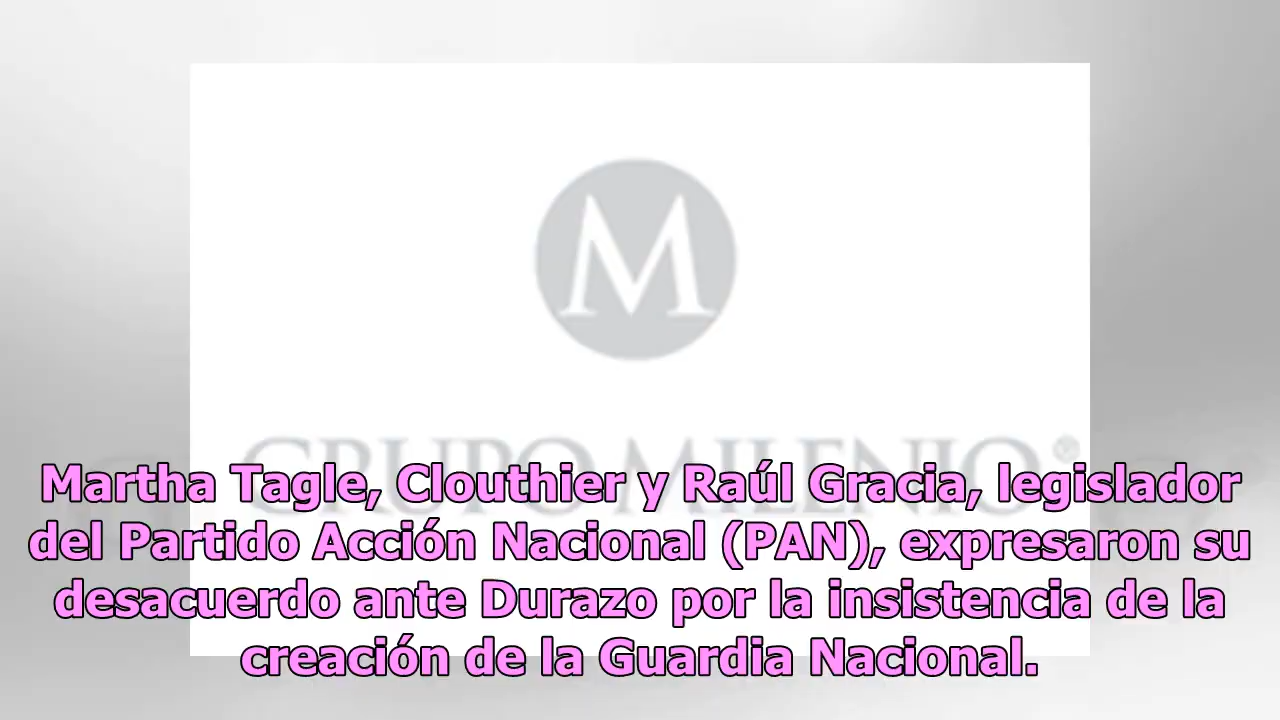 M
GRUPO MILENIO®
Martha Tagle, Clouthier y Raúl Gracia, legislador
del Partido Acción Nacional (PAN), expresaron su
desacuerdo ante Durazo por la insistencia de la
creación de la Guardia Nacional.